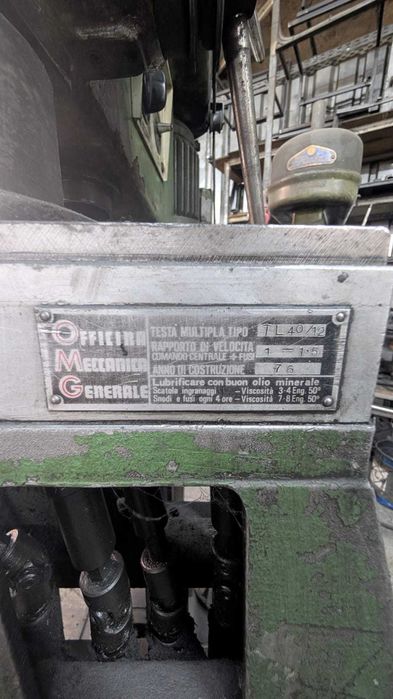 OFFICINA
MECCANICA
GENERALE
TESTA MULTIPLA TIPO TL 40/12
RAPPORTO DI VELOCITA
COMANDO CENTRALE ÷ FUSI 1 — 1.5
ANNO DI COSTRUZIONE 76
Lubrificare con buon olio minerale
Scatola ingranaggi - Viscosità 3-4 Eng. 50°
Snodi e fusi ogni 4 ore - Viscosità 7-8 Eng. 50°